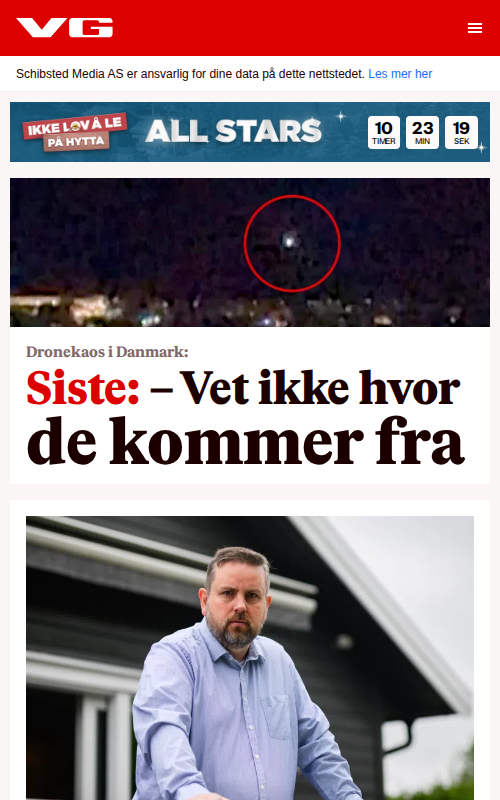 VG
Schibsted Media AS er ansvarlig for dine data på dette nettstedet. Les mer her
IKKE LOV Å LE
PÅ HYTTA
ALL STARS
10 23 19
TIMER MIN SEK
Dronekaos i Danmark:
Siste: – Vet ikke hvor
de kommer fra